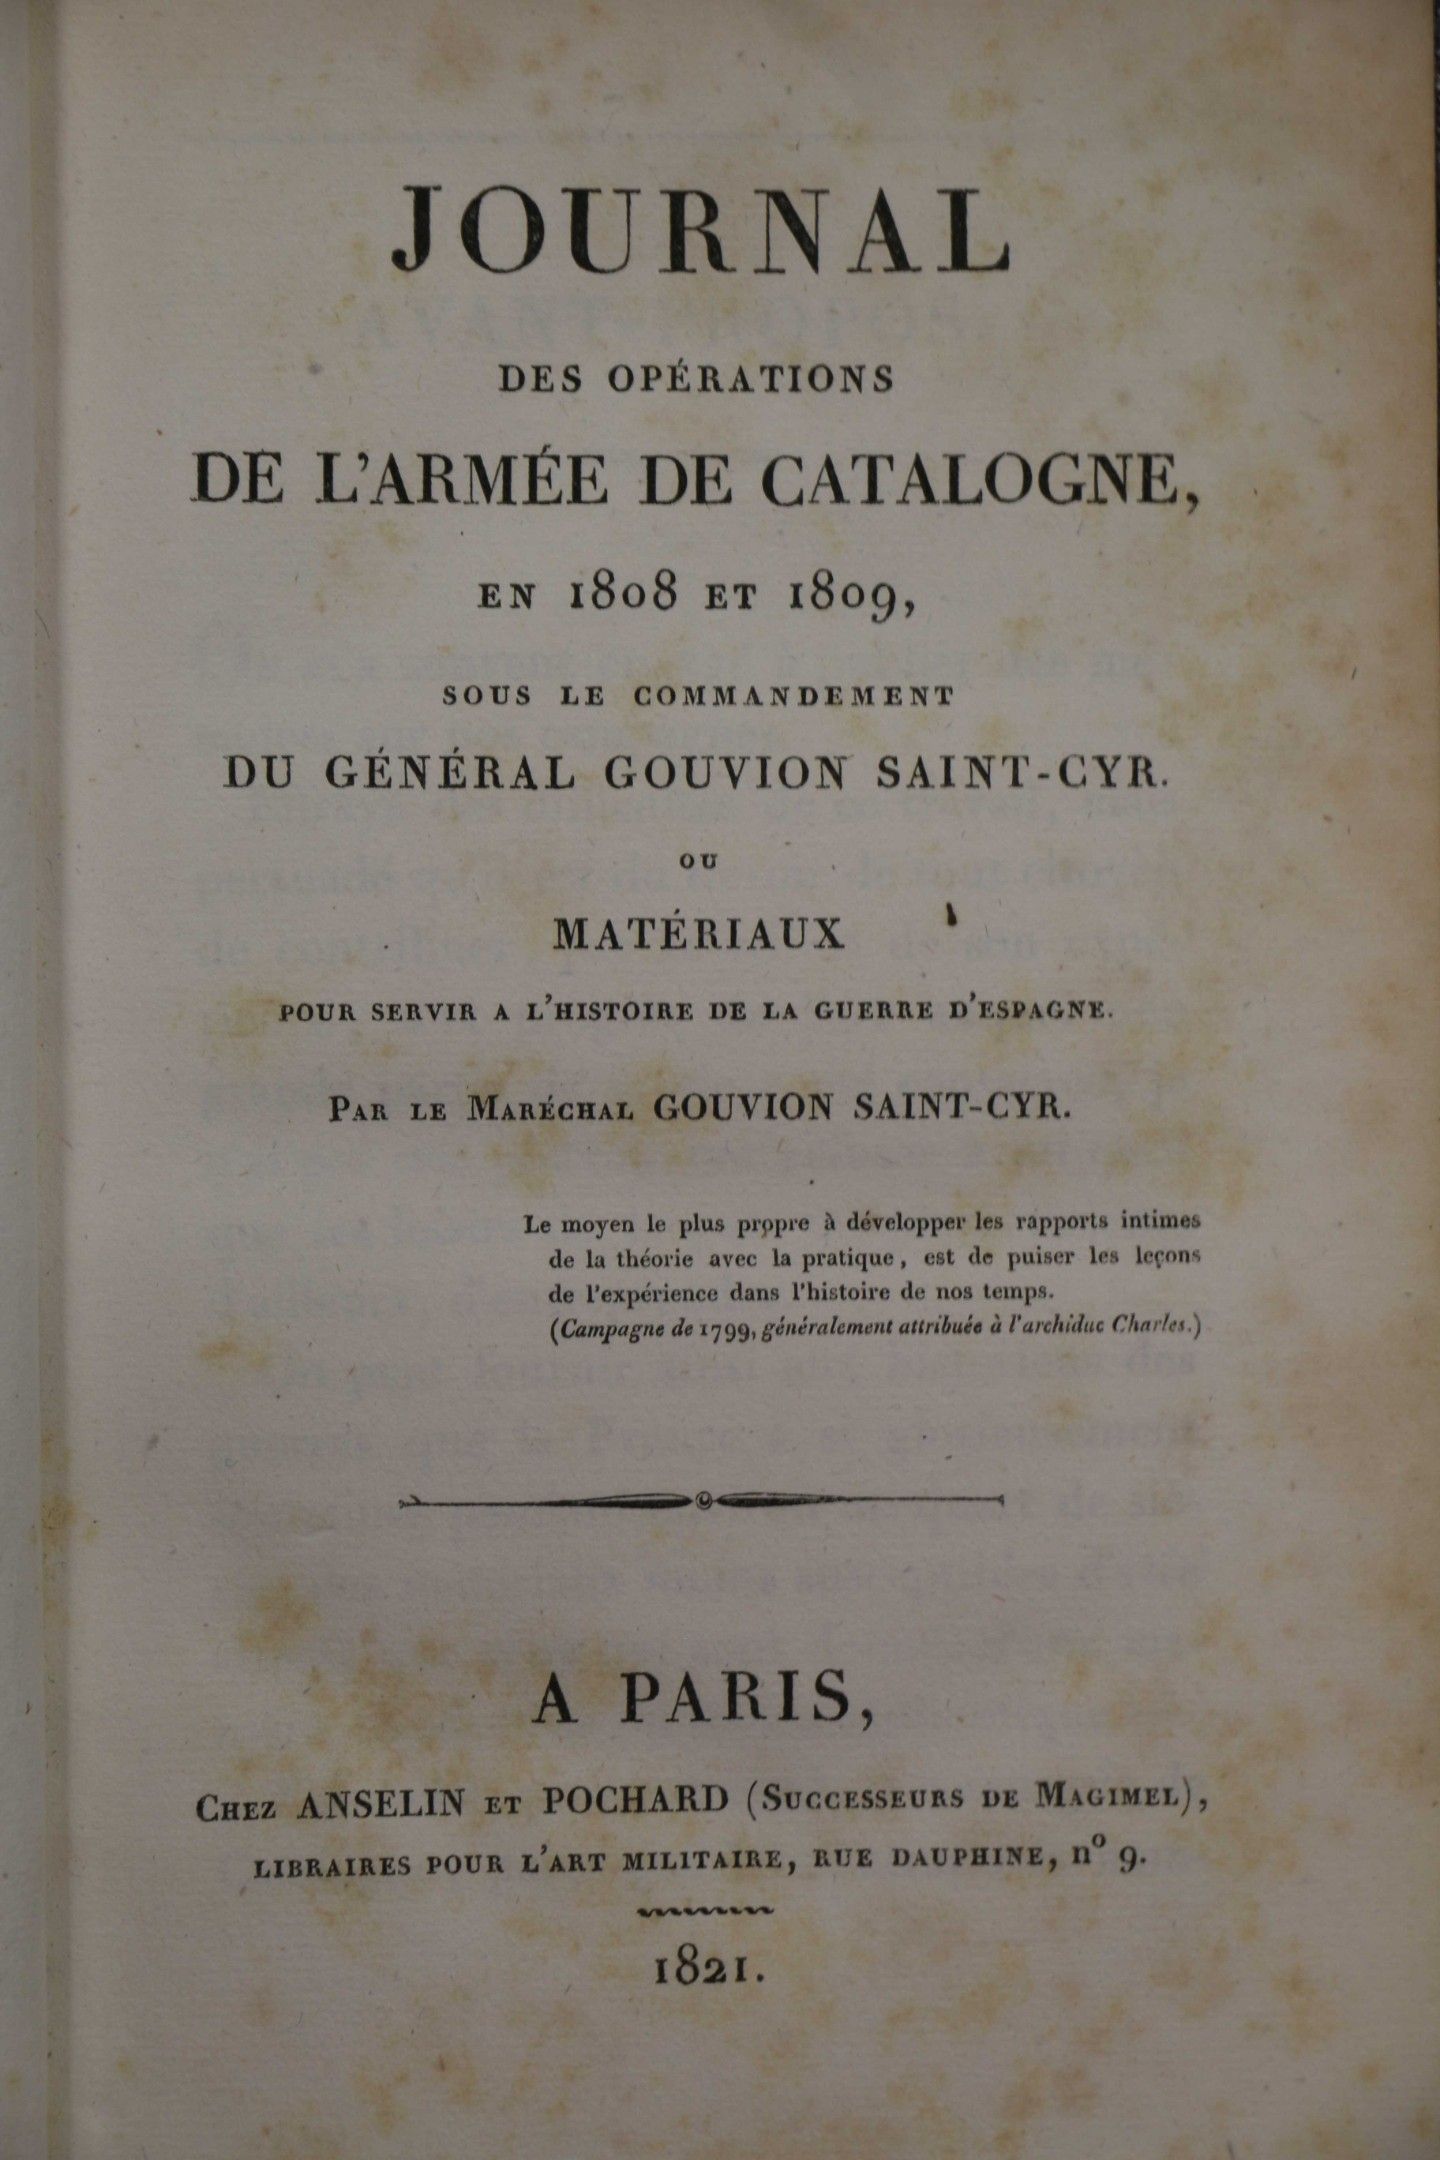 JOURNAL
DES OPÉRATIONS
DE L'ARMÉE DE CATALOGNE,
EN 1808 ET 1809,
SOUS LE COMMANDEMENT
DU GÉNÉRAL GOUVION SAINT-CYR.
OU
MATÉRIAUX
POUR SERVIR A L'HISTOIRE DE LA GUERRE D'ESPAGNE.
PAR LE MARÉCHAL GOUVION SAINT-CYR.
Le moyen le plus propre à développer les rapports intimes
de la théorie avec la pratique, est de puiser les leçons
de l'expérience dans l'histoire de nos temps.
(Campagne de 1799, généralement attribuée à l'archiduc Charles.)
A PARIS,
CHEZ ANSELIN ET POCHARD (SUCCESSEURS DE MAGIMEL),
LIBRAIRES POUR L'ART MILITAIRE, RUE DAUPHINE, n° 9.
1821.